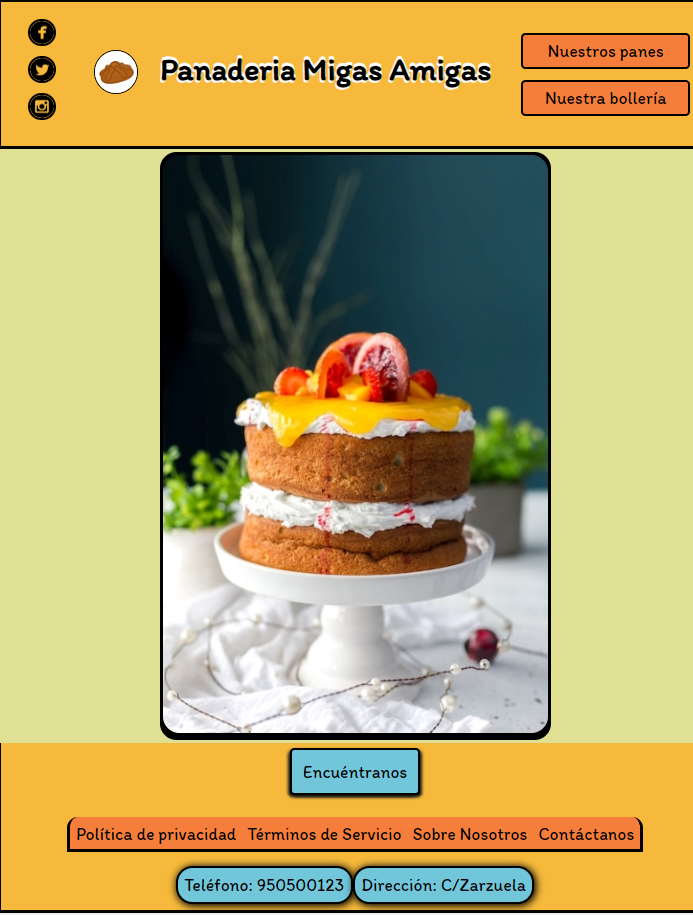 Panaderia Migas Amigas
Nuestros panes
Nuestra bollería
Encuéntranos
Política de privacidad Términos de Servicio Sobre Nosotros Contáctanos
Teléfono: 950500123 Dirección: C/Zarzuela